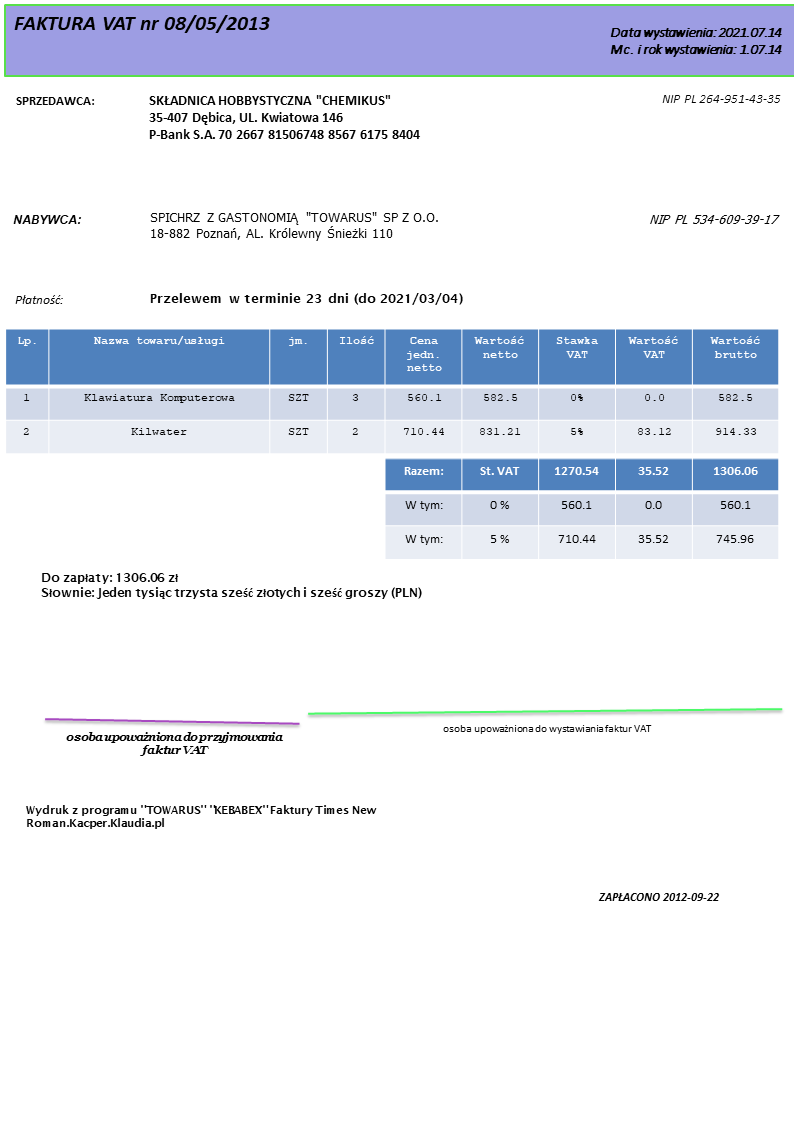 FAKTURA VAT nr 08/05/2013
Data wystawienia: 2021.07.14
Mc. i rok wystawienia: 1.07.14
SPRZEDAWCA: SKŁADNICA HOBBYSTYCZNA "CHEMIKUS" NIP PL 264-951-43-35
35-407 Dębica, UL. Kwiatowa 146
P-Bank S.A. 70 2667 81506748 8567 6175 8404
NABYWCA: SPICHRZ Z GASTONOMIĄ "TOWARUS" SP Z O.O. NIP PL 534-609-39-17
18-882 Poznań, AL. Królewny Śnieżki 110
Płatność: Przelewem w terminie 23 dni (do 2021/03/04)
Lp. Nazwa towaru/usługi jm. Ilość Cena jedn. netto Wartość netto Stawka VAT Wartość VAT Wartość brutto
1 Klawiatura Komputerowa SZT 3 560.1 582.5 0% 0.0 582.5
2 Kilwater SZT 2 710.44 831.21 5% 83.12 914.33
Razem: St. VAT 1270.54 35.52 1306.06
W tym: 0 % 560.1 0.0 560.1
W tym: 5 % 710.44 35.52 745.96
Do zapłaty: 1306.06 zł
Słownie: Jeden tysiąc trzysta sześć złotych i sześć groszy (PLN)
osoba upoważniona do przyjmowania
faktur VAT
osoba upoważniona do wystawiania faktur VAT
Wydruk z programu "TOWARUS" "KEBABEX" Faktury Times New
Roman.Kacper.Klaudia.pl
ZAPŁACONO 2012-09-22